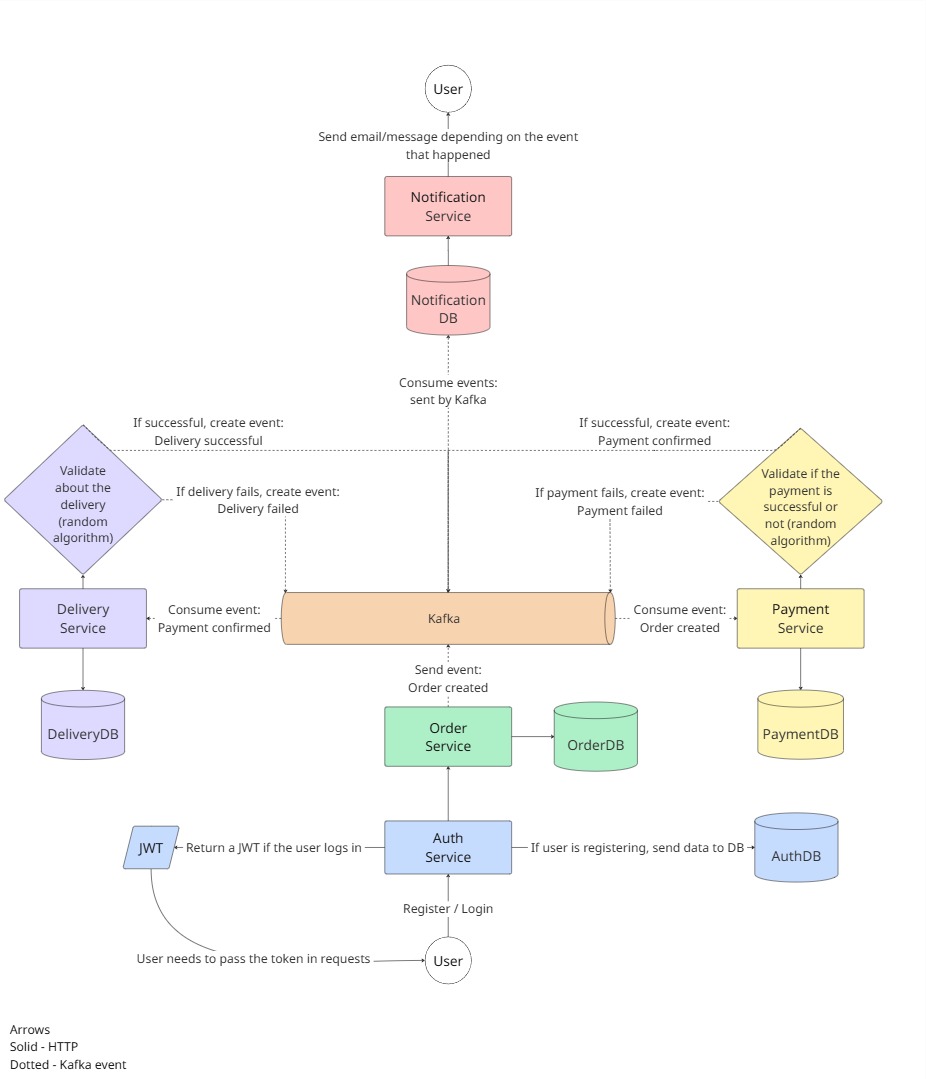 User
Send email/message depending on the event
that happened
Notification
Service
Notification
DB
Consume events:
sent by Kafka
If successful, create event:
Delivery successful
If successful, create event:
Payment confirmed
Validate
about the
delivery
(random
algorithm)
If delivery fails, create event:
Delivery failed
If payment fails, create event:
Payment failed
Validate if the
payment is
successful or
not (random
algorithm)
Delivery
Service
Consume event:
Payment confirmed
Kafka
Consume event:
Order created
Payment
Service
Send event:
Order created
DeliveryDB
Order
Service
OrderDB
PaymentDB
JWT
Return a JWT if the user logs in
Auth
Service
If user is registering, send data to DB
AuthDB
Register / Login
User needs to pass the token in requests
User
Arrows
Solid - HTTP
Dotted - Kafka event